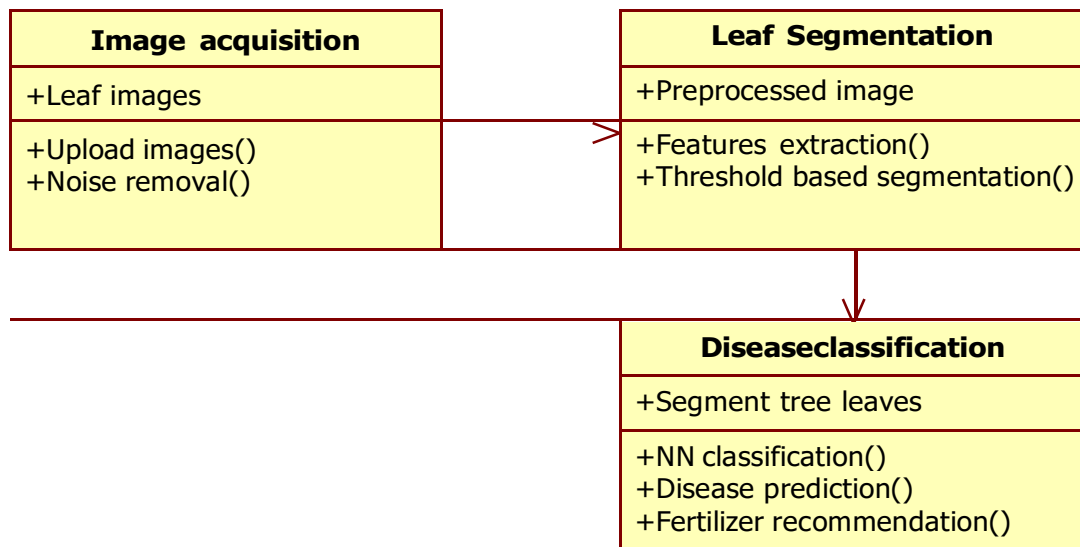 Image acquisition
+Leaf images
+Upload images()
+Noise removal()
Leaf Segmentation
+Preprocessed image
+Features extraction()
+Threshold based segmentation()
Diseaseclassification
+Segment tree leaves
+NN classification()
+Disease prediction()
+Fertilizer recommendation()